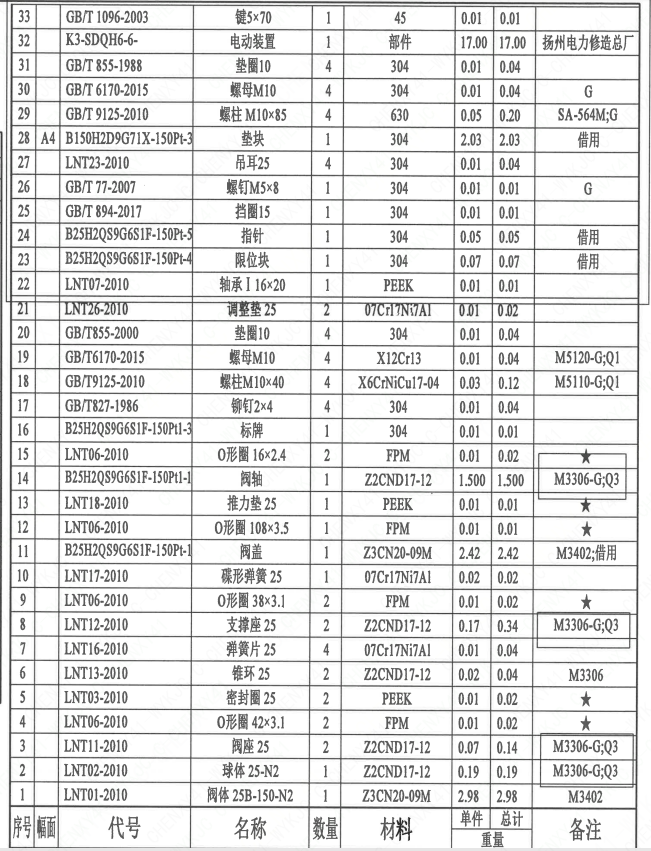 33 GB/T 1096-2003 键5×70 1 45 0.01 0.01
32 K3-SDQH6-6- 电动装置 1 部件 17.00 17.00 扬州电力修造总厂
31 GB/T 855-1988 垫圈10 4 304 0.01 0.04
30 GB/T 6170-2015 螺母M10 4 304 0.01 0.04 G
29 GB/T 9125-2010 螺柱 M10×85 4 630 0.05 0.20 SA-564M;G
28 A4 B150H2D9G71X-150Pt-3 垫块 1 304 2.03 2.03 借用
27 LNT23-2010 吊耳25 4 304 0.01 0.04
26 GB/T 77-2007 螺钉M5×8 1 304 0.01 0.01 G
25 GB/T 894-2017 挡圈15 1 304 0.01 0.01
24 B25H2QS9G6S1F-150Pt-5 指针 1 304 0.05 0.05 借用
23 B25H2QS9G6S1F-150Pt-4 限位块 1 304 0.07 0.07 借用
22 LNT07-2010 轴承Ⅰ16×20 1 PEEK 0.01 0.01
21 LNT26-2010 调整垫 25 2 07Cr17Ni7Al 0.01 0.02
20 GB/T855-2000 垫圈10 4 304 0.01 0.04
19 GB/T6170-2015 螺母M10 4 X12Cr13 0.01 0.04 M5120-G;Q1
18 GB/T9125-2010 螺柱M10×40 4 X6CrNiCu17-04 0.03 0.12 M5110-G;Q1
17 GB/T827-1986 铆钉2×4 4 304 0.01 0.04
16 B25H2QS9G6S1F-150Pt1-3 标牌 1 304 0.01 0.01
15 LNT06-2010 O形圈 16×2.4 2 FPM 0.01 0.02 ★
14 B25H2QS9G6S1F-150Pt1-1 阀轴 1 Z2CND17-12 1.500 1.500 M3306-G;Q3
13 LNT18-2010 推力垫 25 1 PEEK 0.01 0.01 ★
12 LNT06-2010 O形圈 108×3.5 1 FPM 0.01 0.01 ★
11 B25H2QS9G6S1F-150Pt-1 阀盖 1 Z3CN20-09M 2.42 2.42 M3402;借用
10 LNT17-2010 碟形弹簧 25 1 07Cr17Ni7Al 0.02 0.02
9 LNT06-2010 O形圈 38×3.1 2 FPM 0.01 0.02 ★
8 LNT12-2010 支撑座 25 2 Z2CND17-12 0.17 0.34 M3306-G;Q3
7 LNT16-2010 弹簧片 25 4 07Cr17Ni7Al 0.01 0.04
6 LNT13-2010 锥环 25 2 Z2CND17-12 0.02 0.04 M3306
5 LNT03-2010 密封圈 25 2 PEEK 0.01 0.02 ★
4 LNT06-2010 O形圈 42×3.1 2 FPM 0.01 0.02 ★
3 LNT11-2010 阀座 25 2 Z2CND17-12 0.07 0.14 M3306-G;Q3
2 LNT02-2010 球体 25-N2 1 Z2CND17-12 0.19 0.19 M3306-G;Q3
1 LNT01-2010 阀体 25B-150-N2 1 Z3CN20-09M 2.98 2.98 M3402
序号 幅面 代号 名称 数量 材料 单件 总计 备注
重量